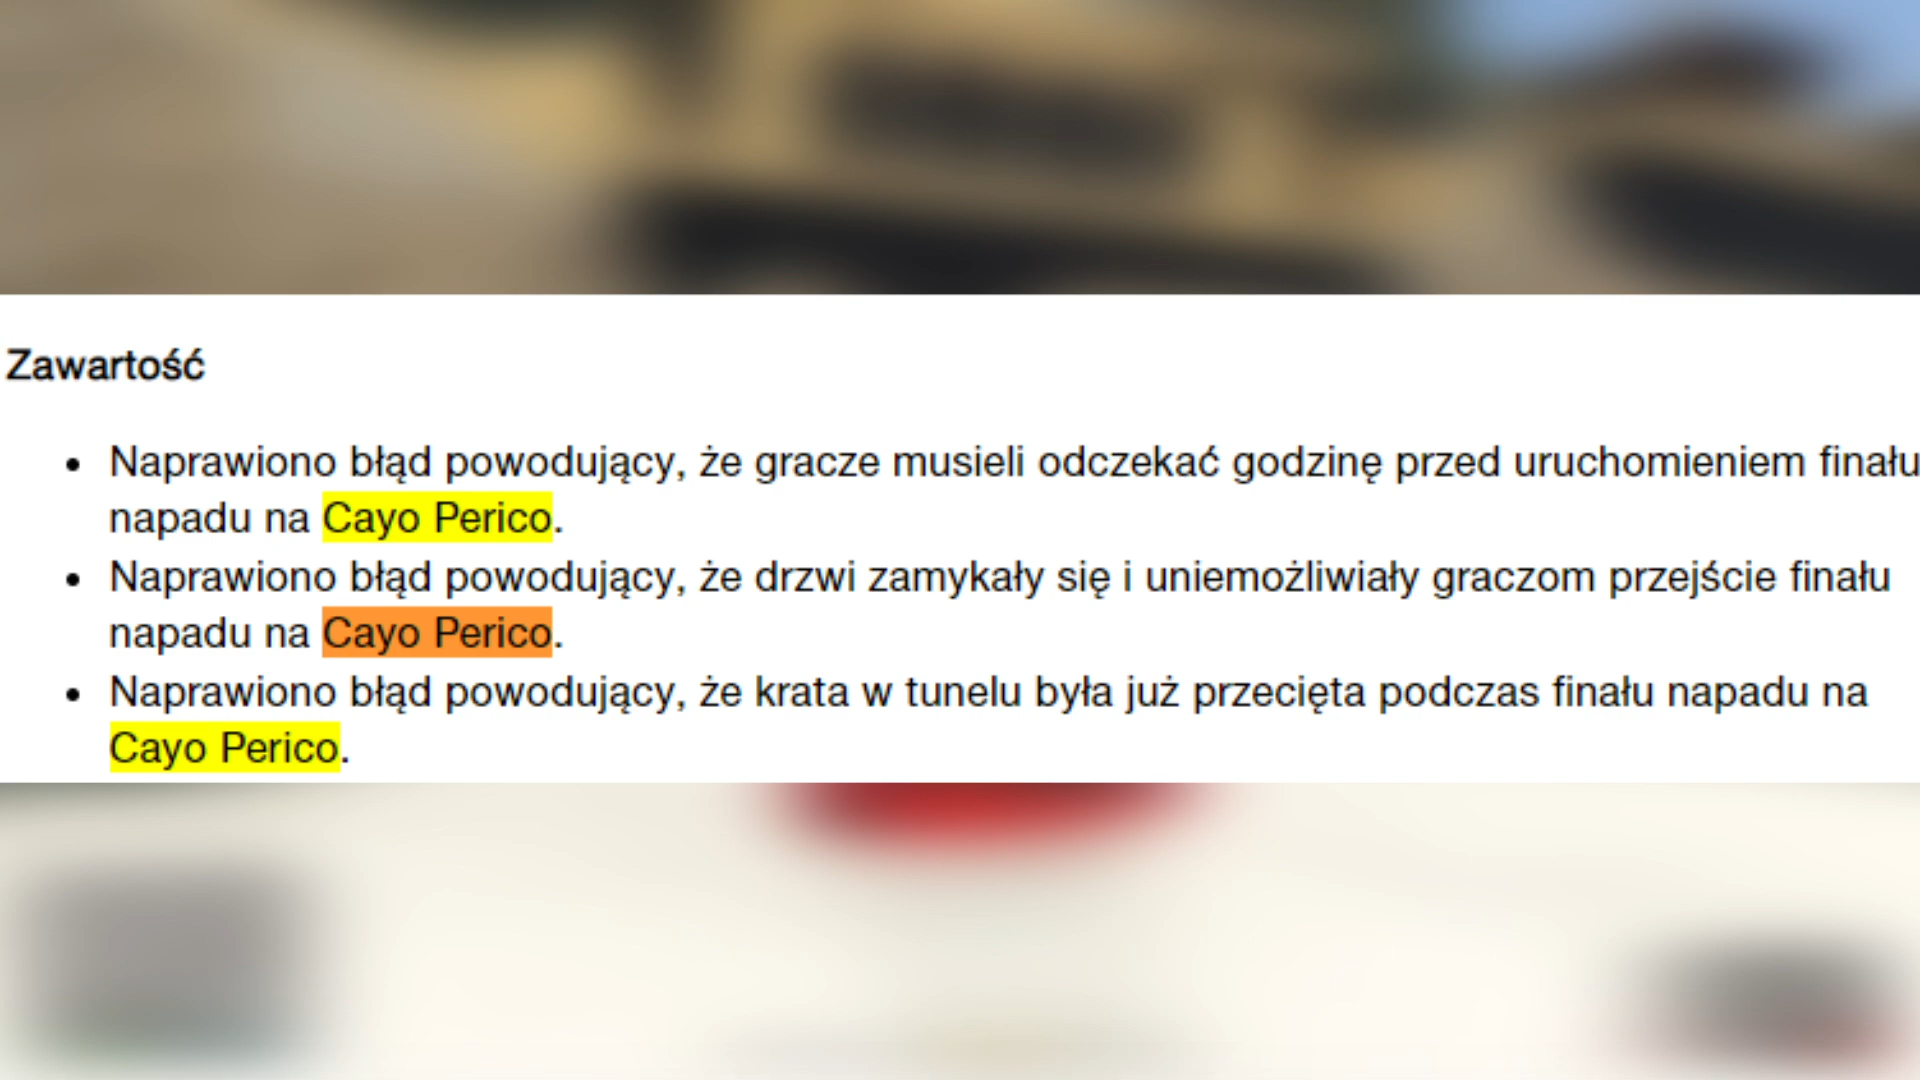 Zawartość
• Naprawiono błąd powodujący, że gracze musieli odczekać godzinę przed uruchomieniem finału
napadu na Cayo Perico.
• Naprawiono błąd powodujący, że drzwi zamykały się i uniemożliwiały graczom przejście finału
napadu na Cayo Perico.
• Naprawiono błąd powodujący, że krata w tunelu była już przecięta podczas finału napadu na
Cayo Perico.